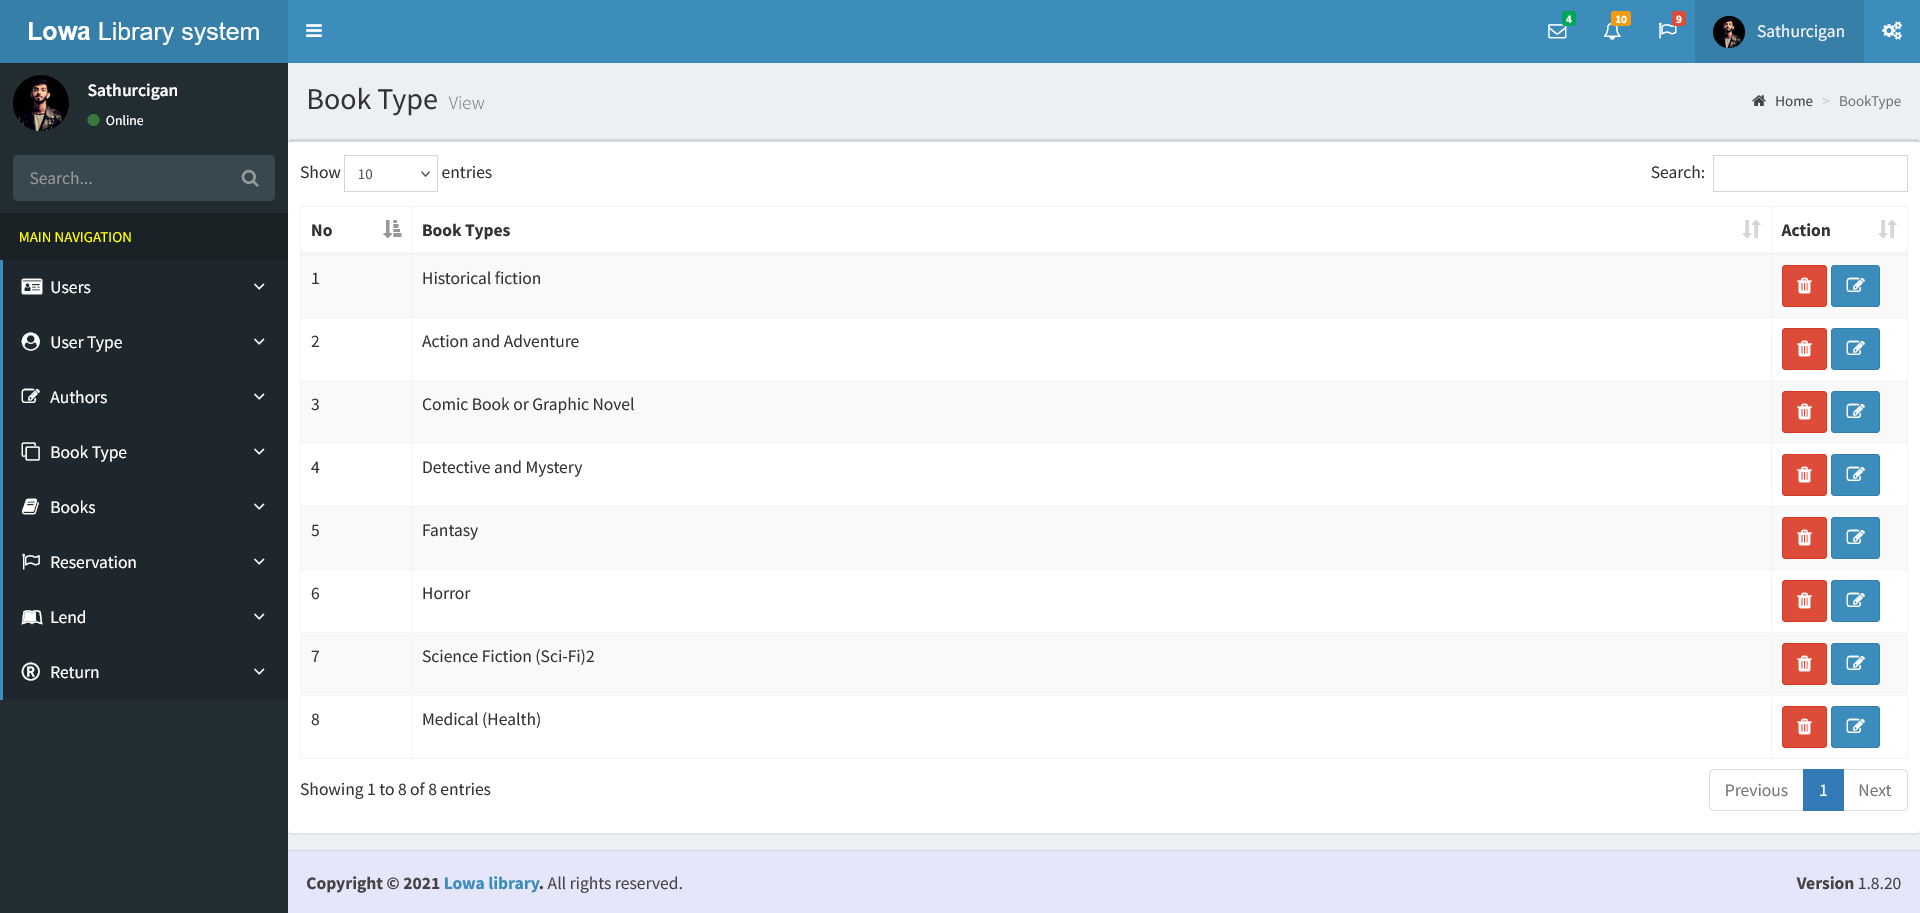 Lowa Library system
4
10
9
Sathurcigan
Sathurcigan
Online
Search...
MAIN NAVIGATION
Users
User Type
Authors
Book Type
Books
Reservation
Lend
Return
Book Type View
Home > BookType
Show 10 entries
Search:
No Book Types Action
1 Historical fiction
2 Action and Adventure
3 Comic Book or Graphic Novel
4 Detective and Mystery
5 Fantasy
6 Horror
7 Science Fiction (Sci-Fi)2
8 Medical (Health)
Showing 1 to 8 of 8 entries
Previous 1 Next
Copyright © 2021 Lowa library. All rights reserved.
Version 1.8.20